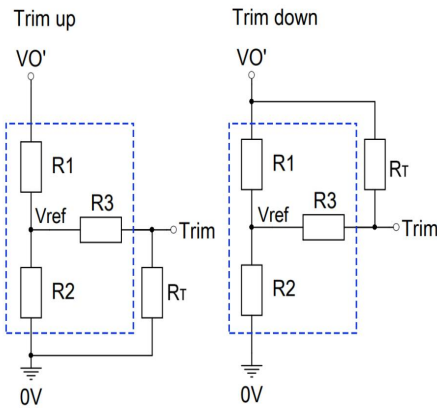 Trim up
VO'
R1
Vref
R3
Trim
R2
RT
0V
Trim down
VO'
R1
RT
Vref
R3
Trim
R2
0V